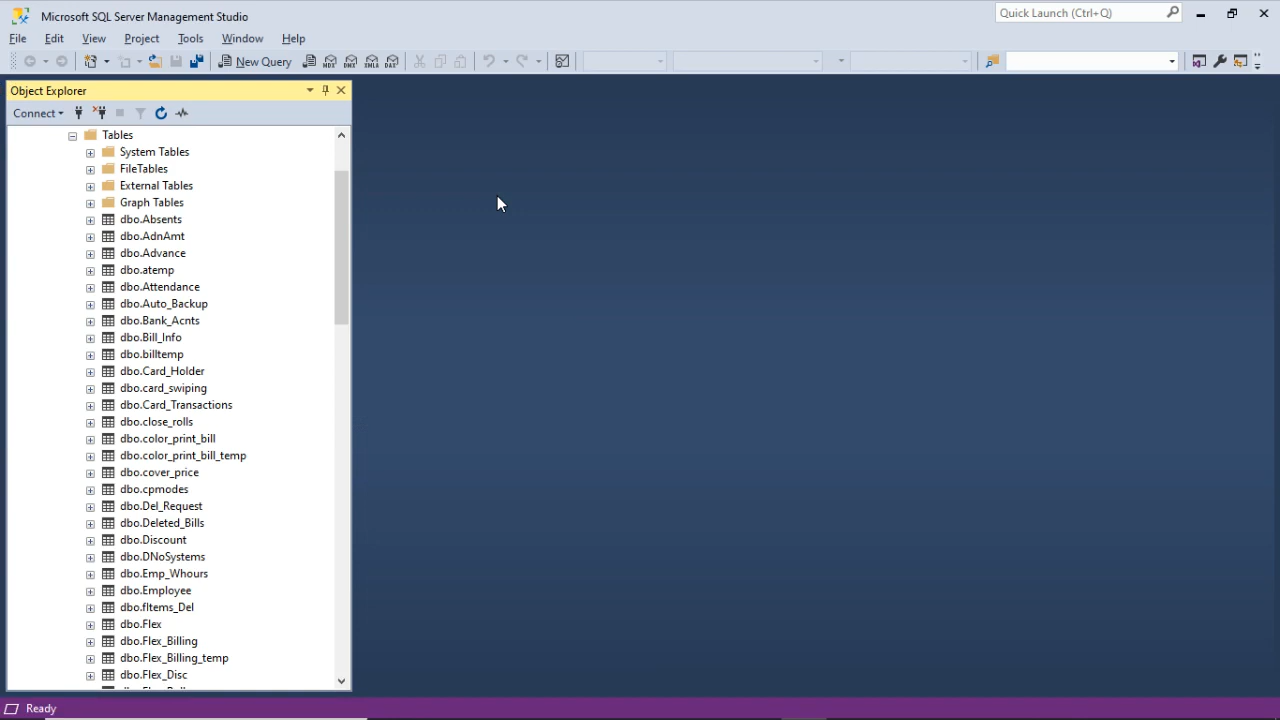 Microsoft SQL Server Management Studio
Quick Launch (Ctrl+Q)
File Edit View Project Tools Window Help
New Query
MDX DMX XMLA DAX
Object Explorer
Connect
Tables
System Tables
FileTables
External Tables
Graph Tables
dbo.Absents
dbo.AdnAmt
dbo.Advance
dbo.atemp
dbo.Attendance
dbo.Auto_Backup
dbo.Bank_Acnts
dbo.Bill_Info
dbo.billtemp
dbo.Card_Holder
dbo.card_swiping
dbo.Card_Transactions
dbo.close_rolls
dbo.color_print_bill
dbo.color_print_bill_temp
dbo.cover_price
dbo.cpmodes
dbo.Del_Request
dbo.Deleted_Bills
dbo.Discount
dbo.DNoSystems
dbo.Emp_Whours
dbo.Employee
dbo.fItems_Del
dbo.Flex
dbo.Flex_Billing
dbo.Flex_Billing_temp
dbo.Flex_Disc
Ready